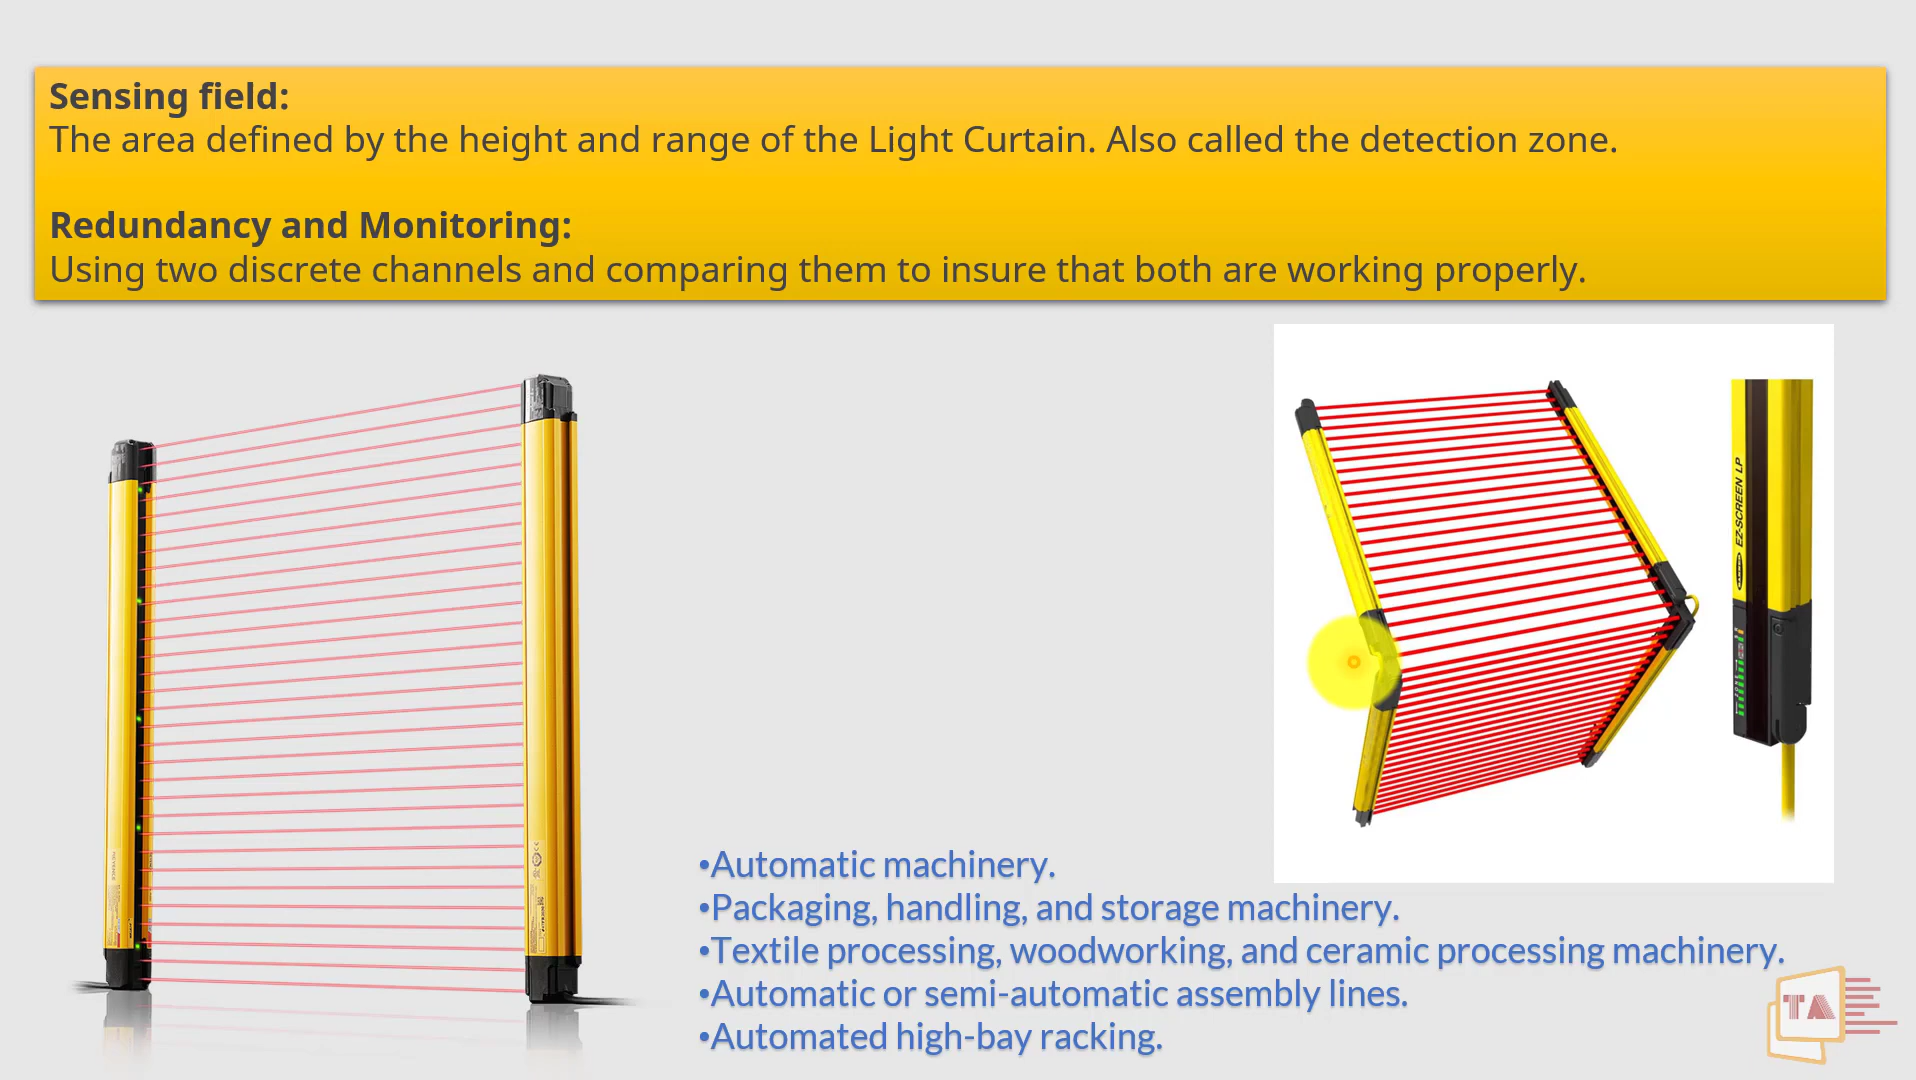 Sensing field:
The area defined by the height and range of the Light Curtain. Also called the detection zone.
Redundancy and Monitoring:
Using two discrete channels and comparing them to insure that both are working properly.
EZ-SCREEN LP
•Automatic machinery.
•Packaging, handling, and storage machinery.
•Textile processing, woodworking, and ceramic processing machinery.
•Automatic or semi-automatic assembly lines.
•Automated high-bay racking.
TA